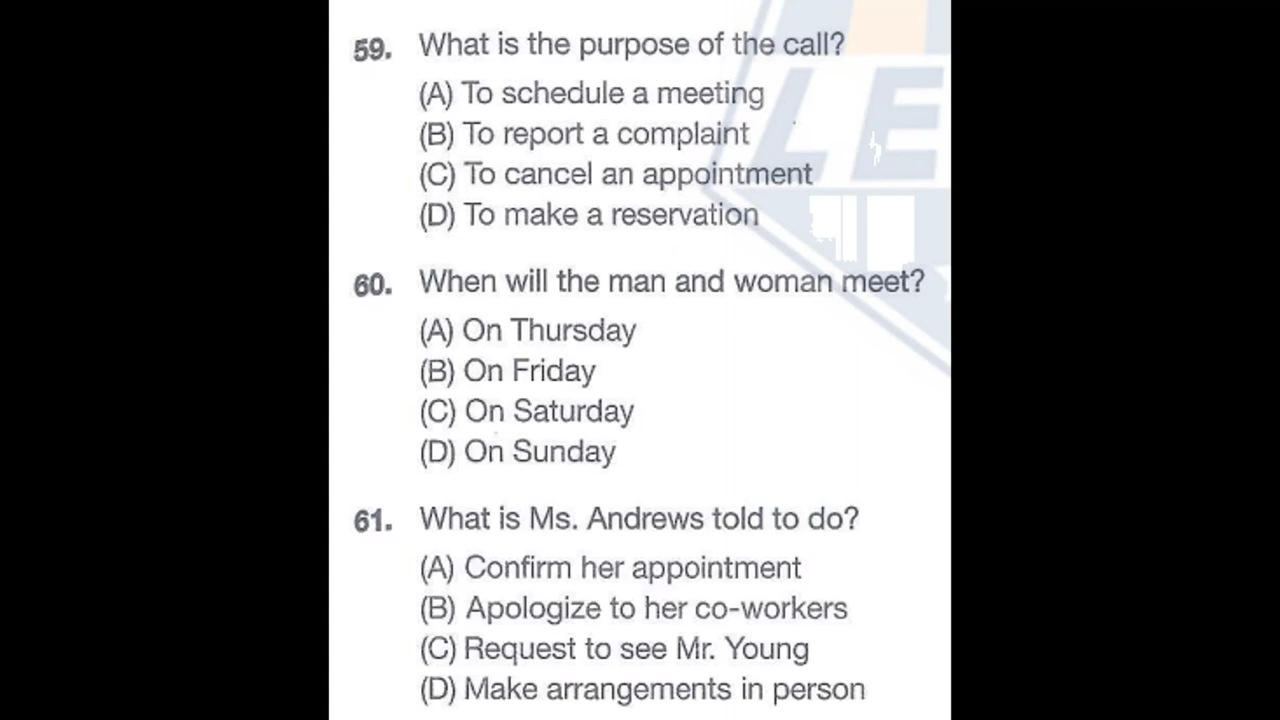 59. What is the purpose of the call?
(A) To schedule a meeting
(B) To report a complaint
(C) To cancel an appointment
(D) To make a reservation
60. When will the man and woman meet?
(A) On Thursday
(B) On Friday
(C) On Saturday
(D) On Sunday
61. What is Ms. Andrews told to do?
(A) Confirm her appointment
(B) Apologize to her co-workers
(C) Request to see Mr. Young
(D) Make arrangements in person
LE